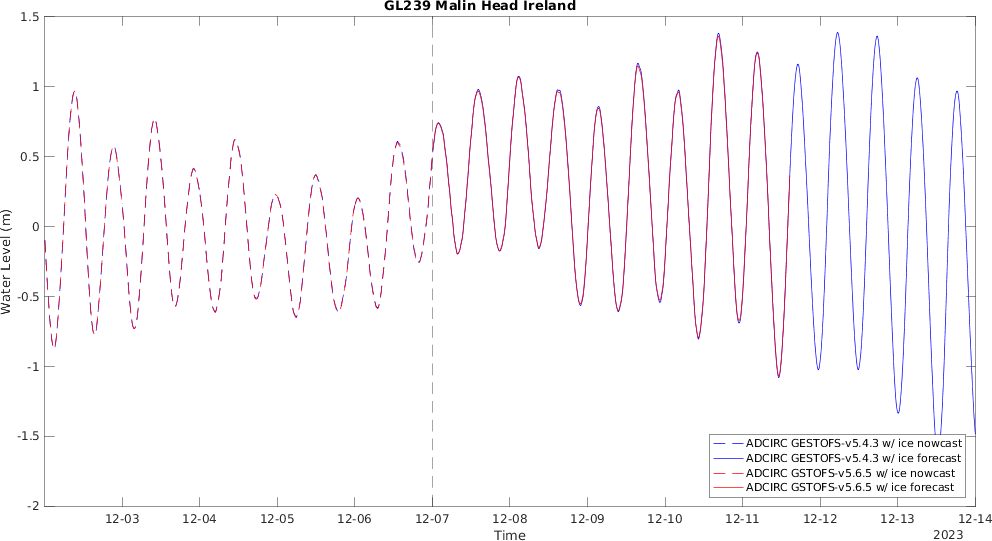 GL239 Malin Head Ireland
1.5
1
0.5
0
-0.5
-1
-1.5
-2
Water Level (m)
ADCIRC GESTOFS-v5.4.3 w/ ice nowcast
ADCIRC GESTOFS-v5.4.3 w/ ice forecast
ADCIRC GSTOFS-v5.6.5 w/ ice nowcast
ADCIRC GSTOFS-v5.6.5 w/ ice forecast
12-03 12-04 12-05 12-06 12-07 12-08 12-09 12-10 12-11 12-12 12-13 12-14
Time
2023